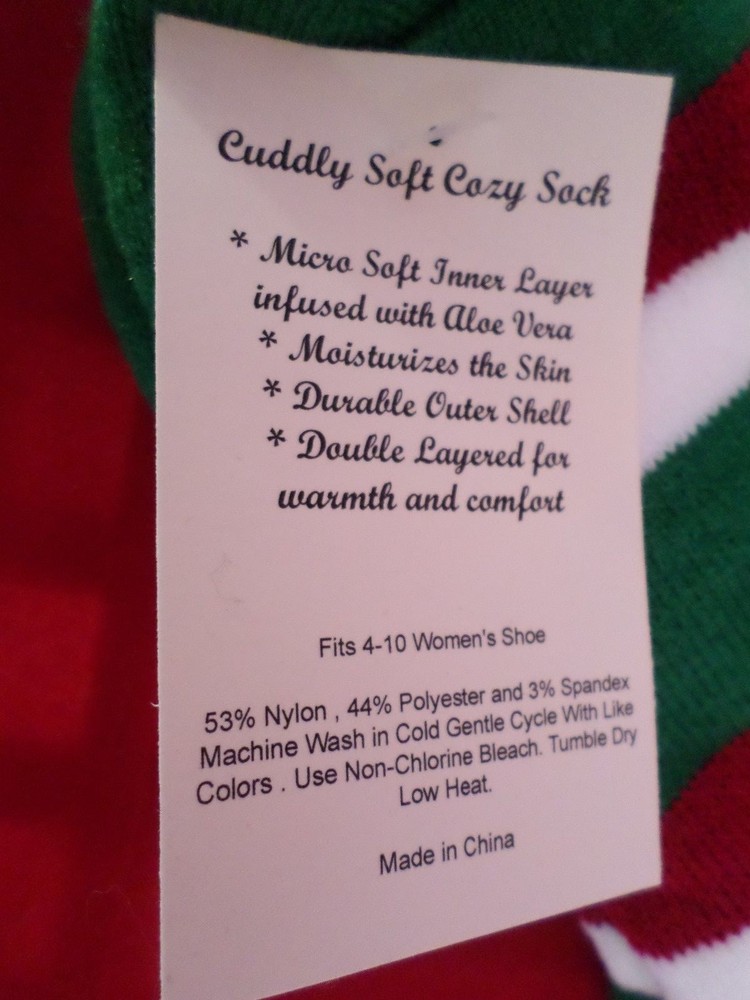 Cuddly Soft Cozy Sock
* Micro Soft Inner Layer
infused with Aloe Vera
* Moisturizes the Skin
* Durable Outer Shell
* Double Layered for
warmth and comfort
Fits 4-10 Women's Shoe
53% Nylon , 44% Polyester and 3% Spandex
Machine Wash in Cold Gentle Cycle With Like
Colors . Use Non-Chlorine Bleach. Tumble Dry
Low Heat.
Made in China